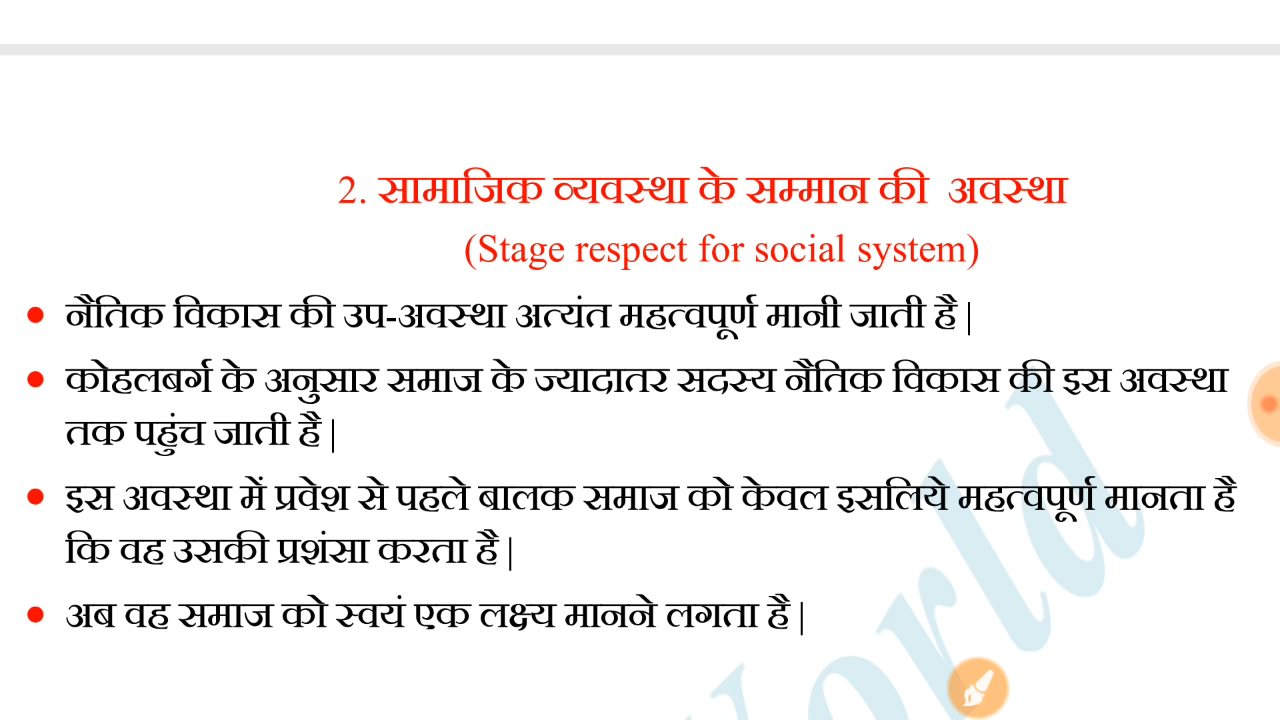 2. सामाजिक व्यवस्था के सम्मान की अवस्था
(Stage respect for social system)
• नैतिक विकास की उप-अवस्था अत्यंत महत्वपूर्ण मानी जाती है |
• कोहलबर्ग के अनुसार समाज के ज्यादातर सदस्य नैतिक विकास की इस अवस्था
तक पहुंच जाती है |
• इस अवस्था में प्रवेश से पहले बालक समाज को केवल इसलिये महत्वपूर्ण मानता है
कि वह उसकी प्रशंसा करता है |
• अब वह समाज को स्वयं एक लक्ष्य मानने लगता है |
World